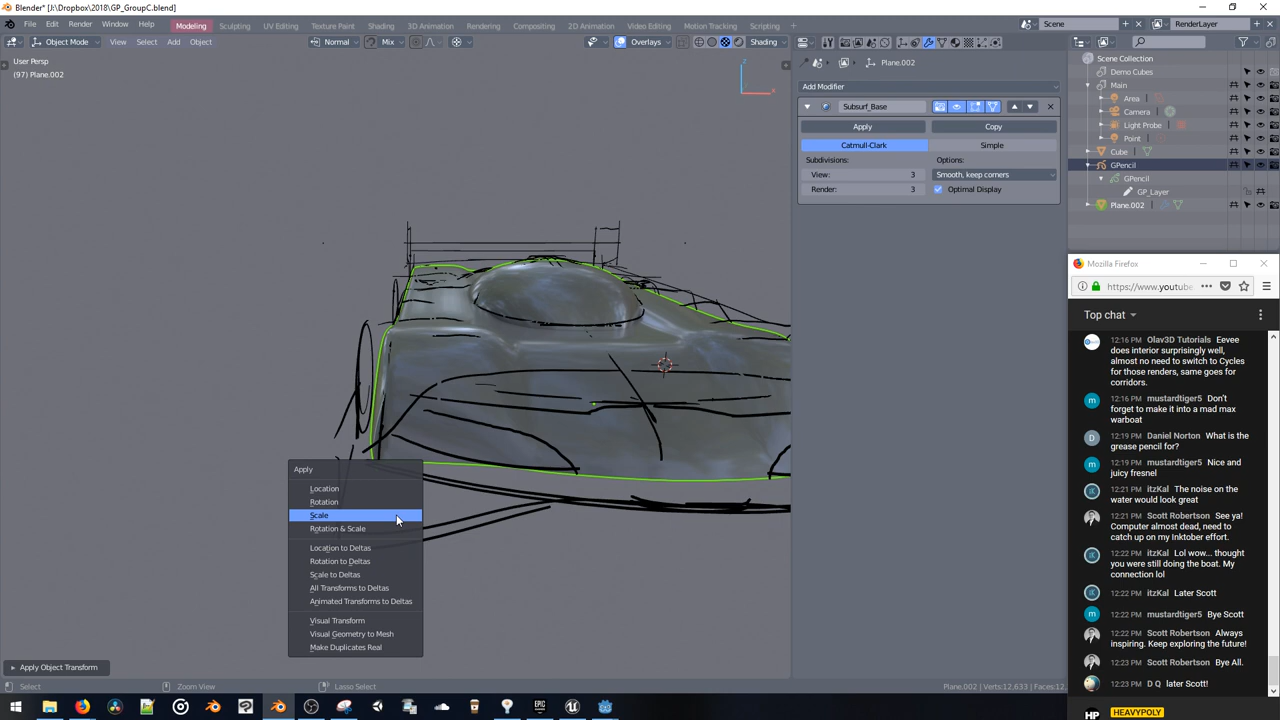 Blender* [J:\Dropbox\2018\GP_GroupC.blend]
File Edit Render Window Help
Modeling Sculpting UV Editing Texture Paint Shading 3D Animation Rendering Compositing 2D Animation Video Editing Motion Tracking Scripting
Scene RenderLayer
Object Mode View Select Add Object Normal Mix Overlays Shading
User Persp
(97) Plane.002
Z
X
Plane.002
Add Modifier
Subsurf_Base
Apply Copy
Catmull-Clark Simple
Subdivisions: Options:
View: 3 Smooth, keep corners
Render: 3 Optimal Display
Scene Collection
Demo Cubes
Main
Area
Camera
Light Probe
Point
Cube
GPencil
GPencil
GP_Layer
Plane.002
Apply
Location
Rotation
Scale
Rotation & Scale
Location to Deltas
Rotation to Deltas
Scale to Deltas
All Transforms to Deltas
Animated Transforms to Deltas
Visual Transform
Visual Geometry to Mesh
Make Duplicates Real
Apply Object Transform
Select Zoom View Lasso Select
Plane.002 | Verts:12,633 | Faces:12,
Mozilla Firefox
https://www.youtube
Top chat
12:16 PM Olav3D Tutorials Eevee
does interior surprisingly well,
almost no need to switch to Cycles
for those renders, same goes for
corridors.
12:16 PM mustardtiger5 Don't
forget to make it into a mad max
warboat
12:19 PM Daniel Norton What is the
grease pencil for?
12:19 PM mustardtiger5 Nice and
juicy fresnel
12:21 PM itzKal The noise on the
water would look great
12:21 PM Scott Robertson See ya!
Computer almost dead, need to
catch up on my Inktober effort.
12:22 PM itzKal Lol wow... thought
you were still doing the boat. My
connection lol
12:22 PM itzKal Later Scott
12:22 PM mustardtiger5 Bye Scott
12:22 PM Scott Robertson Always
inspiring. Keep exploring the future!
12:23 PM Scott Robertson Bye All.
12:23 PM D Q later Scott!
HP HEAVYPOLY